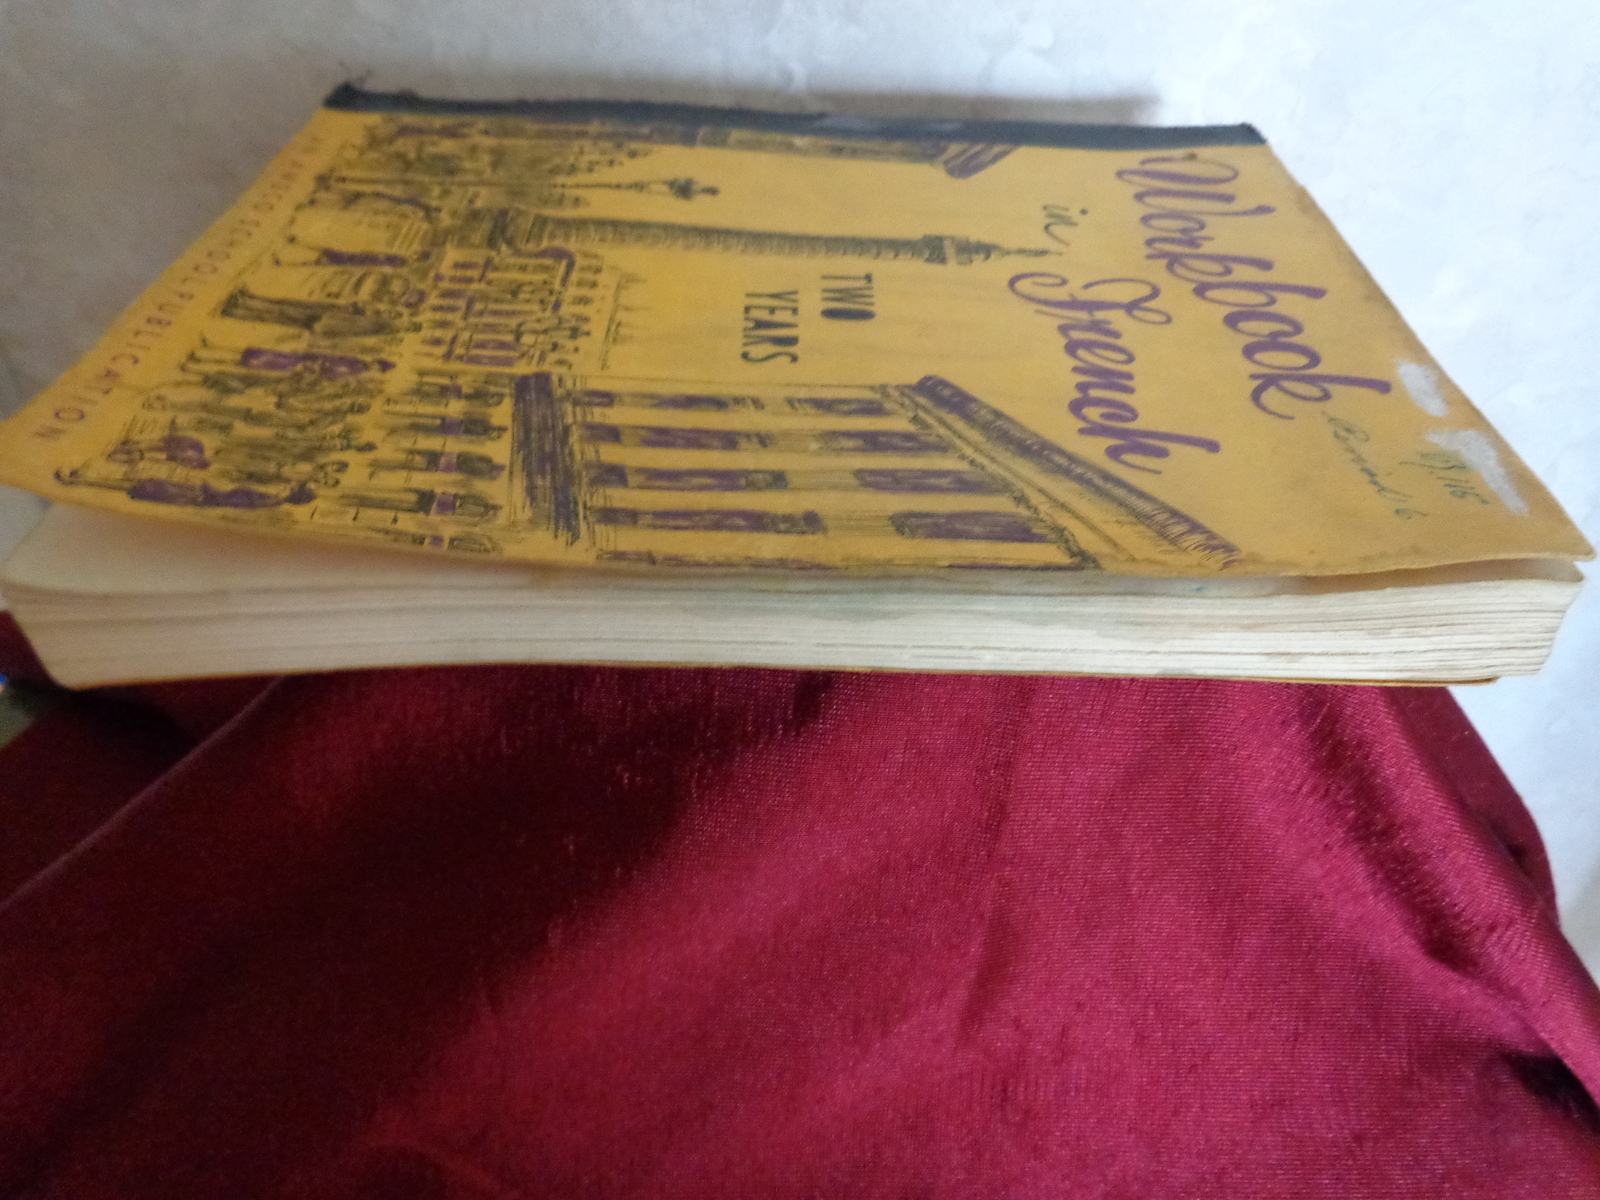 Workbook
in
French
TWO
YEARS
AN AMSCO SCHOOL PUBLICATION